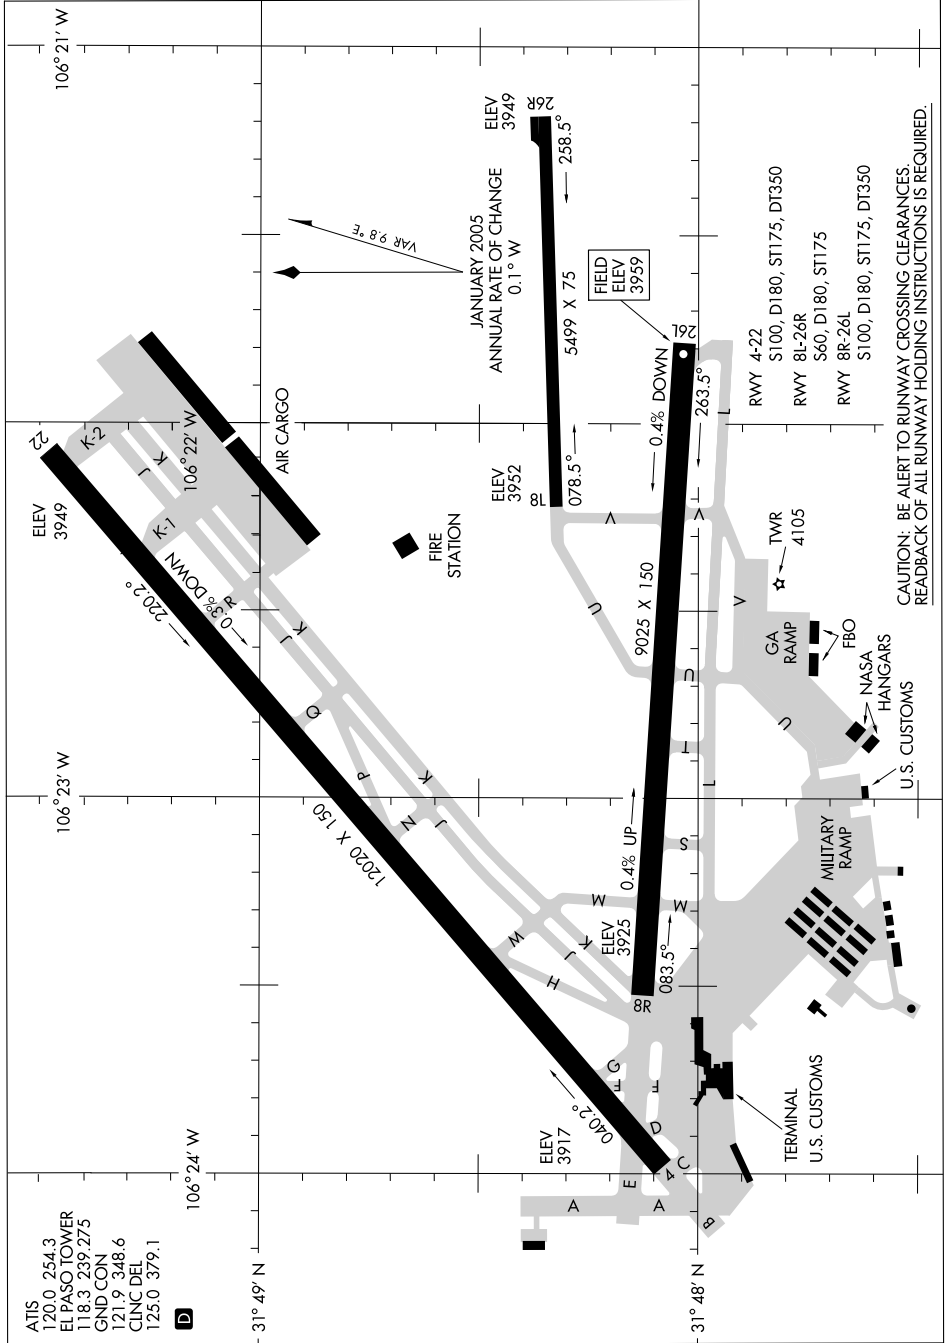 ATIS
120.0 254.3
EL PASO TOWER
118.3 239.275
GND CON
121.9 348.6
CLNC DEL
125.0 379.1
D
106° 24' W
106° 23' W
106° 22' W
106° 21' W
31° 49' N
31° 48' N
ELEV
3949
22
K-2
J
K
K-1
220.2°
0.3% DOWN
R
J
K
Q
P
N
J
K
12020 X 150
W
H
J
K
M
040.2°
ELEV
3917
4
AIR CARGO
FIRE
STATION
VAR 9.8 °E
JANUARY 2005
ANNUAL RATE OF CHANGE
0.1° W
ELEV
3949
26R
258.5°
5499 X 75
ELEV
3952
18L
078.5°
FIELD
ELEV
3959
26L
0.4% DOWN
263.5°
L
V
V
V
U
U
U
9025 X 150
T
L
S
M
0.4% UP
ELEV
3925
083.5°
8R
G
F
F
D
C
E
A
A
B
TWR
4105
GA
RAMP
FBO
NASA
HANGARS
U.S. CUSTOMS
MILITARY
RAMP
TERMINAL
U.S. CUSTOMS
RWY 4-22
S100, D180, ST175, DT350
RWY 8L-26R
S60, D180, ST175
RWY 8R-26L
S100, D180, ST175, DT350
CAUTION: BE ALERT TO RUNWAY CROSSING CLEARANCES.
READBACK OF ALL RUNWAY HOLDING INSTRUCTIONS IS REQUIRED.